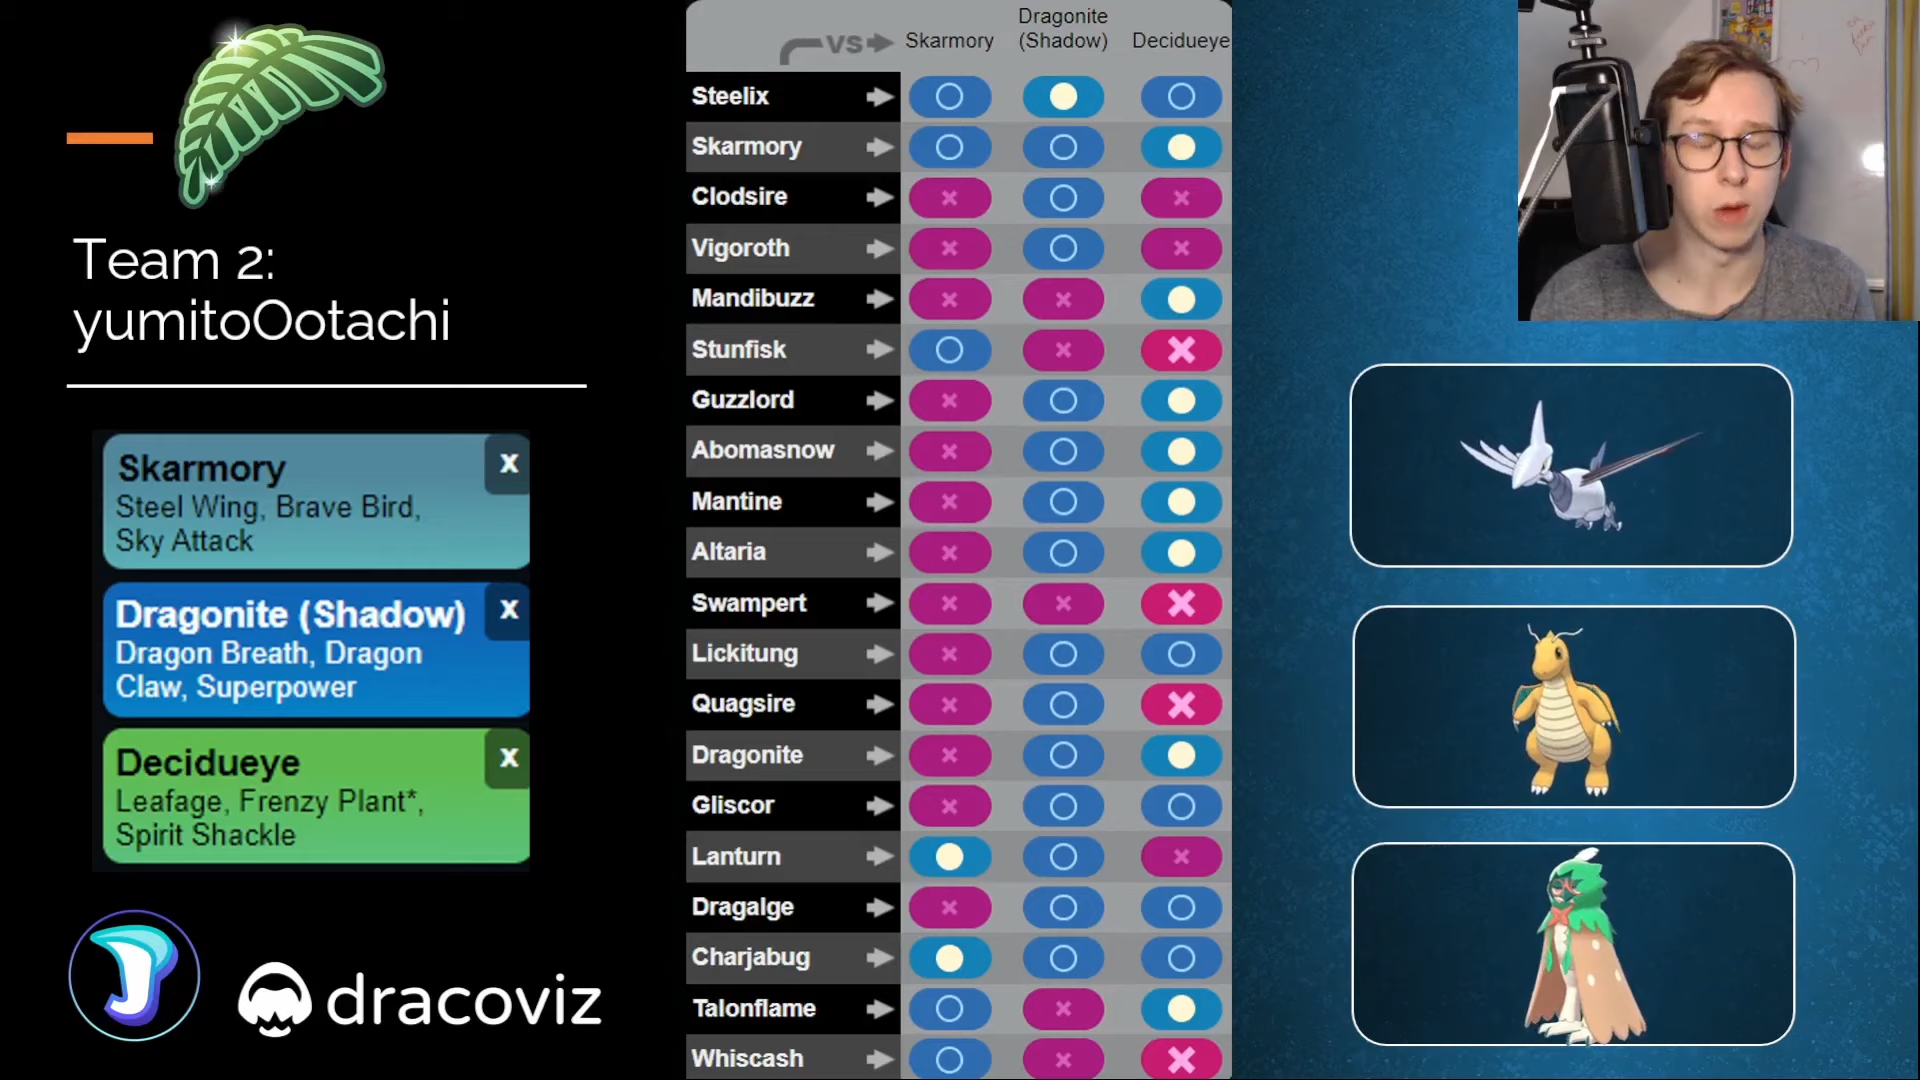 Team 2:
yumitoOotachi
Skarmory
X
Steel Wing, Brave Bird,
Sky Attack
Dragonite (Shadow)
X
Dragon Breath, Dragon
Claw, Superpower
Decidueye
X
Leafage, Frenzy Plant*,
Spirit Shackle
dracoviz
VS
Skarmory
Dragonite
(Shadow)
Decidueye
Steelix
Skarmory
Clodsire
Vigoroth
Mandibuzz
Stunfisk
Guzzlord
Abomasnow
Mantine
Altaria
Swampert
Lickitung
Quagsire
Dragonite
Gliscor
Lanturn
Dragalge
Charjabug
Talonflame
Whiscash